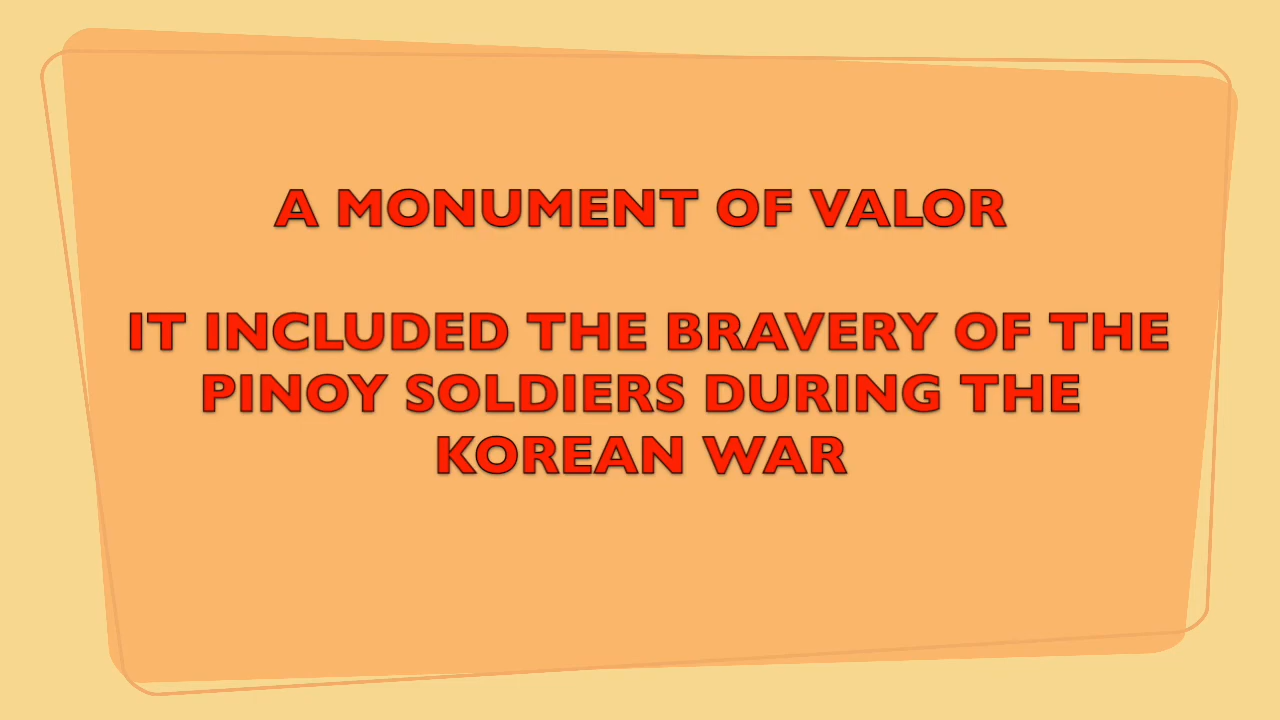 A MONUMENT OF VALOR
IT INCLUDED THE BRAVERY OF THE
PINOY SOLDIERS DURING THE
KOREAN WAR